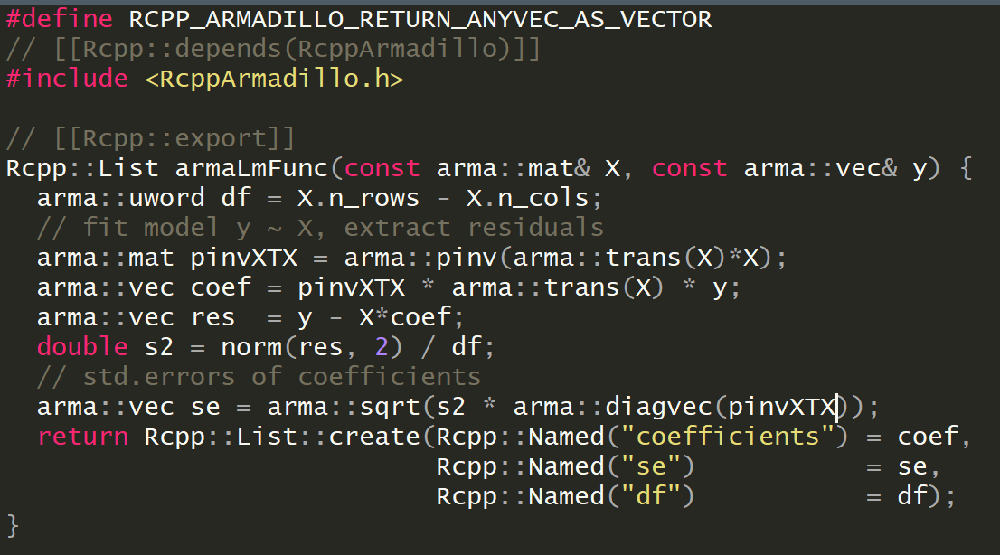 #define RCPP_ARMADILLO_RETURN_ANYVEC_AS_VECTOR
// [[Rcpp::depends(RcppArmadillo)]]
#include <RcppArmadillo.h>

// [[Rcpp::export]]
Rcpp::List armaLmFunc(const arma::mat& X, const arma::vec& y) {
  arma::uword df = X.n_rows - X.n_cols;
  // fit model y ~ X, extract residuals
  arma::mat pinvXTX = arma::pinv(arma::trans(X)*X);
  arma::vec coef = pinvXTX * arma::trans(X) * y;
  arma::vec res  = y - X*coef;
  double s2 = norm(res, 2) / df;
  // std.errors of coefficients
  arma::vec se = arma::sqrt(s2 * arma::diagvec(pinvXTX));
  return Rcpp::List::create(Rcpp::Named("coefficients") = coef,
                            Rcpp::Named("se")           = se,
                            Rcpp::Named("df")           = df);
}